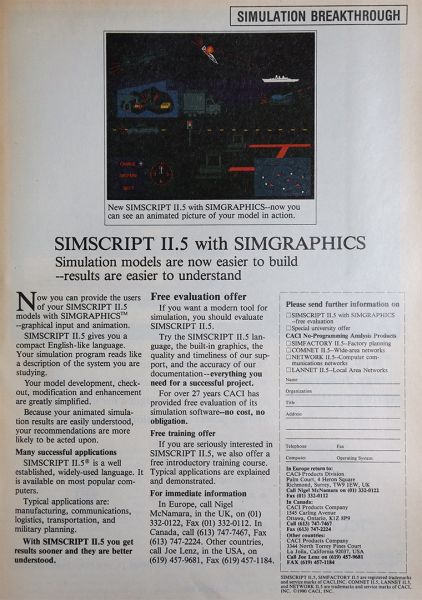 SIMULATION BREAKTHROUGH
New SIMSCRIPT II.5 with SIMGRAPHICS--now you
can see an animated picture of your model in action.
SIMSCRIPT II.5 with SIMGRAPHICS
Simulation models are now easier to build
--results are easier to understand
Now you can provide the users
of your SIMSCRIPT II.5
models with SIMGRAPHICS™
--graphical input and animation.
SIMSCRIPT II.5 gives you a
compact English-like language.
Your simulation program reads like
a description of the system you are
studying.
Your model development, check-
out, modification and enhancement
are greatly simplified.
Because your animated simula-
tion results are easily understood,
your recommendations are more
likely to be acted upon.
Many successful applications
SIMSCRIPT II.5® is a well
established, widely-used language. It
is available on most popular com-
puters.
Typical applications are:
manufacturing, communications,
logistics, transportation, and
military planning.
With SIMSCRIPT II.5 you get
results sooner and they are better
understood.
Free evaluation offer
If you want a modern tool for
simulation, you should evaluate
SIMSCRIPT II.5.
Try the SIMSCRIPT II.5 lan-
guage, the built-in graphics, the
quality and timeliness of our sup-
port, and the accuracy of our
documentation--everything you
need for a successful project.
For over 27 years CACI has
provided free evaluation of its
simulation software--no cost, no
obligation.
Free training offer
If you are seriously interested in
SIMSCRIPT II.5, we also offer a
free introductory training course.
Typical applications are explained
and demonstrated.
For immediate information
In Europe, call Nigel
McNamara, in the UK, on (01)
332-0122, Fax (01) 332-0112. In
Canada, call (613) 747-7467, Fax
(613) 747-2224. Other countries,
call Joe Lenz, in the USA, on
(619) 457-9681, Fax (619) 457-1184.
Please send further information on
SIMSCRIPT II.5 with SIMGRAPHICS
--free evaluation
Special university offer
CACI No-Programming Analysis Products
SIMFACTORY II.5--Factory planning
COMNET II.5--Wide-area networks
NETWORK II.5--Computer com-
munications networks
LANNET II.5--Local Area Networks
Name
Organization
Title
Address
Telephone Fax
Computer Operating System
In Europe return to:
CACI Products Division
Palm Court, 4 Heron Square
Richmond, Surrey, TW9 1EW, UK
Call Nigel McNamara on (01) 332-0122
Fax (01) 332-0112
In Canada:
CACI Products Company
1545 Carling Avenue
Ottawa, Ontario, K1Z 8P9
Call (613) 747-7467
Fax (613) 747-2224
Other countries:
CACI Products Company
3344 North Torrey Pines Court
La Jolla, California 92037, USA
Call Joe Lenz on (619) 457-9681
FAX (619) 457-1184
SIMSCRIPT II.5, SIMFACTORY II.5 are registered trademarks
and service marks of CACI, INC. COMNET II.5, LANNET II.5,
and NETWORK II.5 are trademarks and service marks of CACI,
INC. ©1990 CACI, INC.